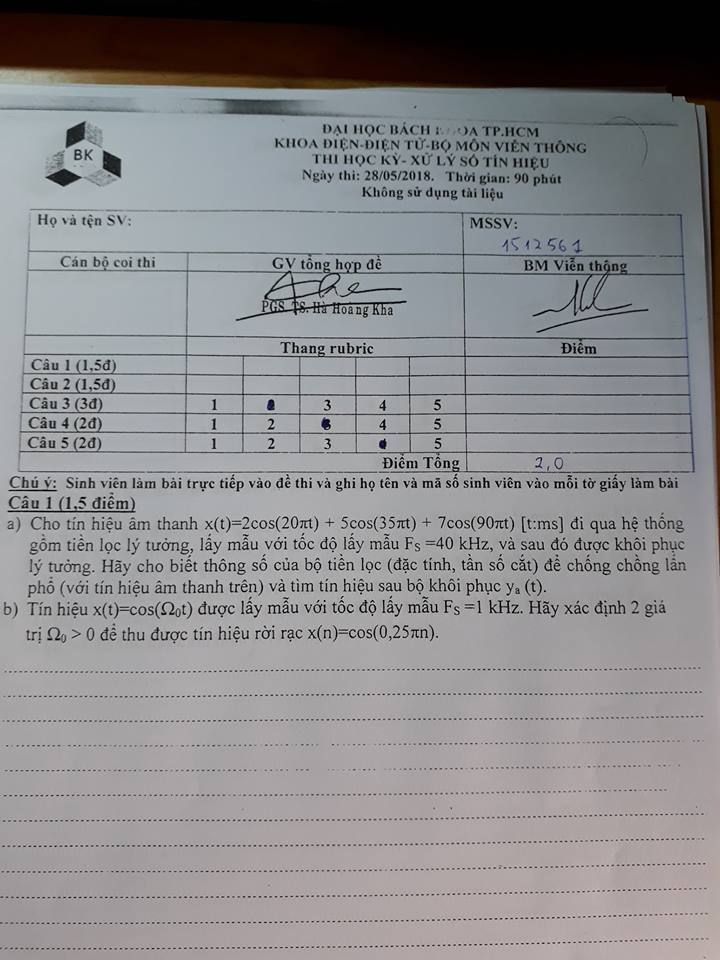 BK
ĐẠI HỌC BÁCH KHOA TP.HCM
KHOA ĐIỆN-ĐIỆN TỬ-BỘ MÔN VIỄN THÔNG
THI HỌC KỲ- XỬ LÝ SỐ TÍN HIỆU
Ngày thi: 28/05/2018. Thời gian: 90 phút
Không sử dụng tài liệu
Họ và tên SV:
MSSV:
1512561
Cán bộ coi thi GV tổng hợp đề BM Viễn thông
PGS. TS. Hà Hoàng Kha
Thang rubric Điểm
Câu 1 (1,5đ)
Câu 2 (1,5đ)
Câu 3 (3đ) 1 2 3 4 5
Câu 4 (2đ) 1 2 3 4 5
Câu 5 (2đ) 1 2 3 4 5
Điểm Tổng 2,0
Chú ý: Sinh viên làm bài trực tiếp vào đề thi và ghi họ tên và mã số sinh viên vào mỗi tờ giấy làm bài
Câu 1 (1,5 điểm)
a) Cho tín hiệu âm thanh x(t)=2cos(20πt) + 5cos(35πt) + 7cos(90πt) [t:ms] đi qua hệ thống
gồm tiền lọc lý tưởng, lấy mẫu với tốc độ lấy mẫu F_S =40 kHz, và sau đó được khôi phục
lý tưởng. Hãy cho biết thông số của bộ tiền lọc (đặc tính, tần số cắt) để chống chồng lấn
phổ (với tín hiệu âm thanh trên) và tìm tín hiệu sau bộ khôi phục y_a (t).
b) Tín hiệu x(t)=cos(Ω₀t) được lấy mẫu với tốc độ lấy mẫu F_S =1 kHz. Hãy xác định 2 giá
trị Ω₀ > 0 để thu được tín hiệu rời rạc x(n)=cos(0,25πn).